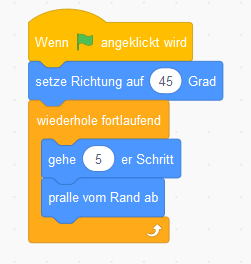 Wenn angeklickt wird
setze Richtung auf 45 Grad
wiederhole fortlaufend
gehe 5 er Schritt
pralle vom Rand ab